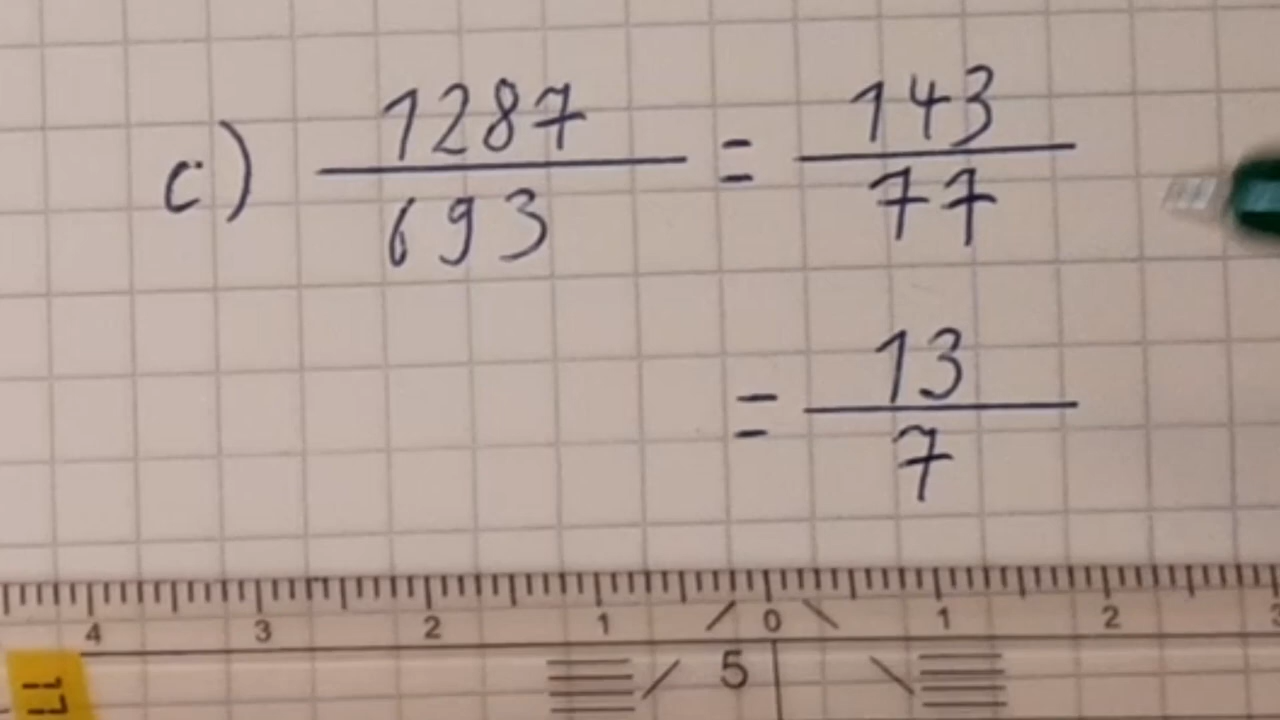 c) 1287/693 = 143/77
= 13/7
4 3 2 1 0 1 2
5